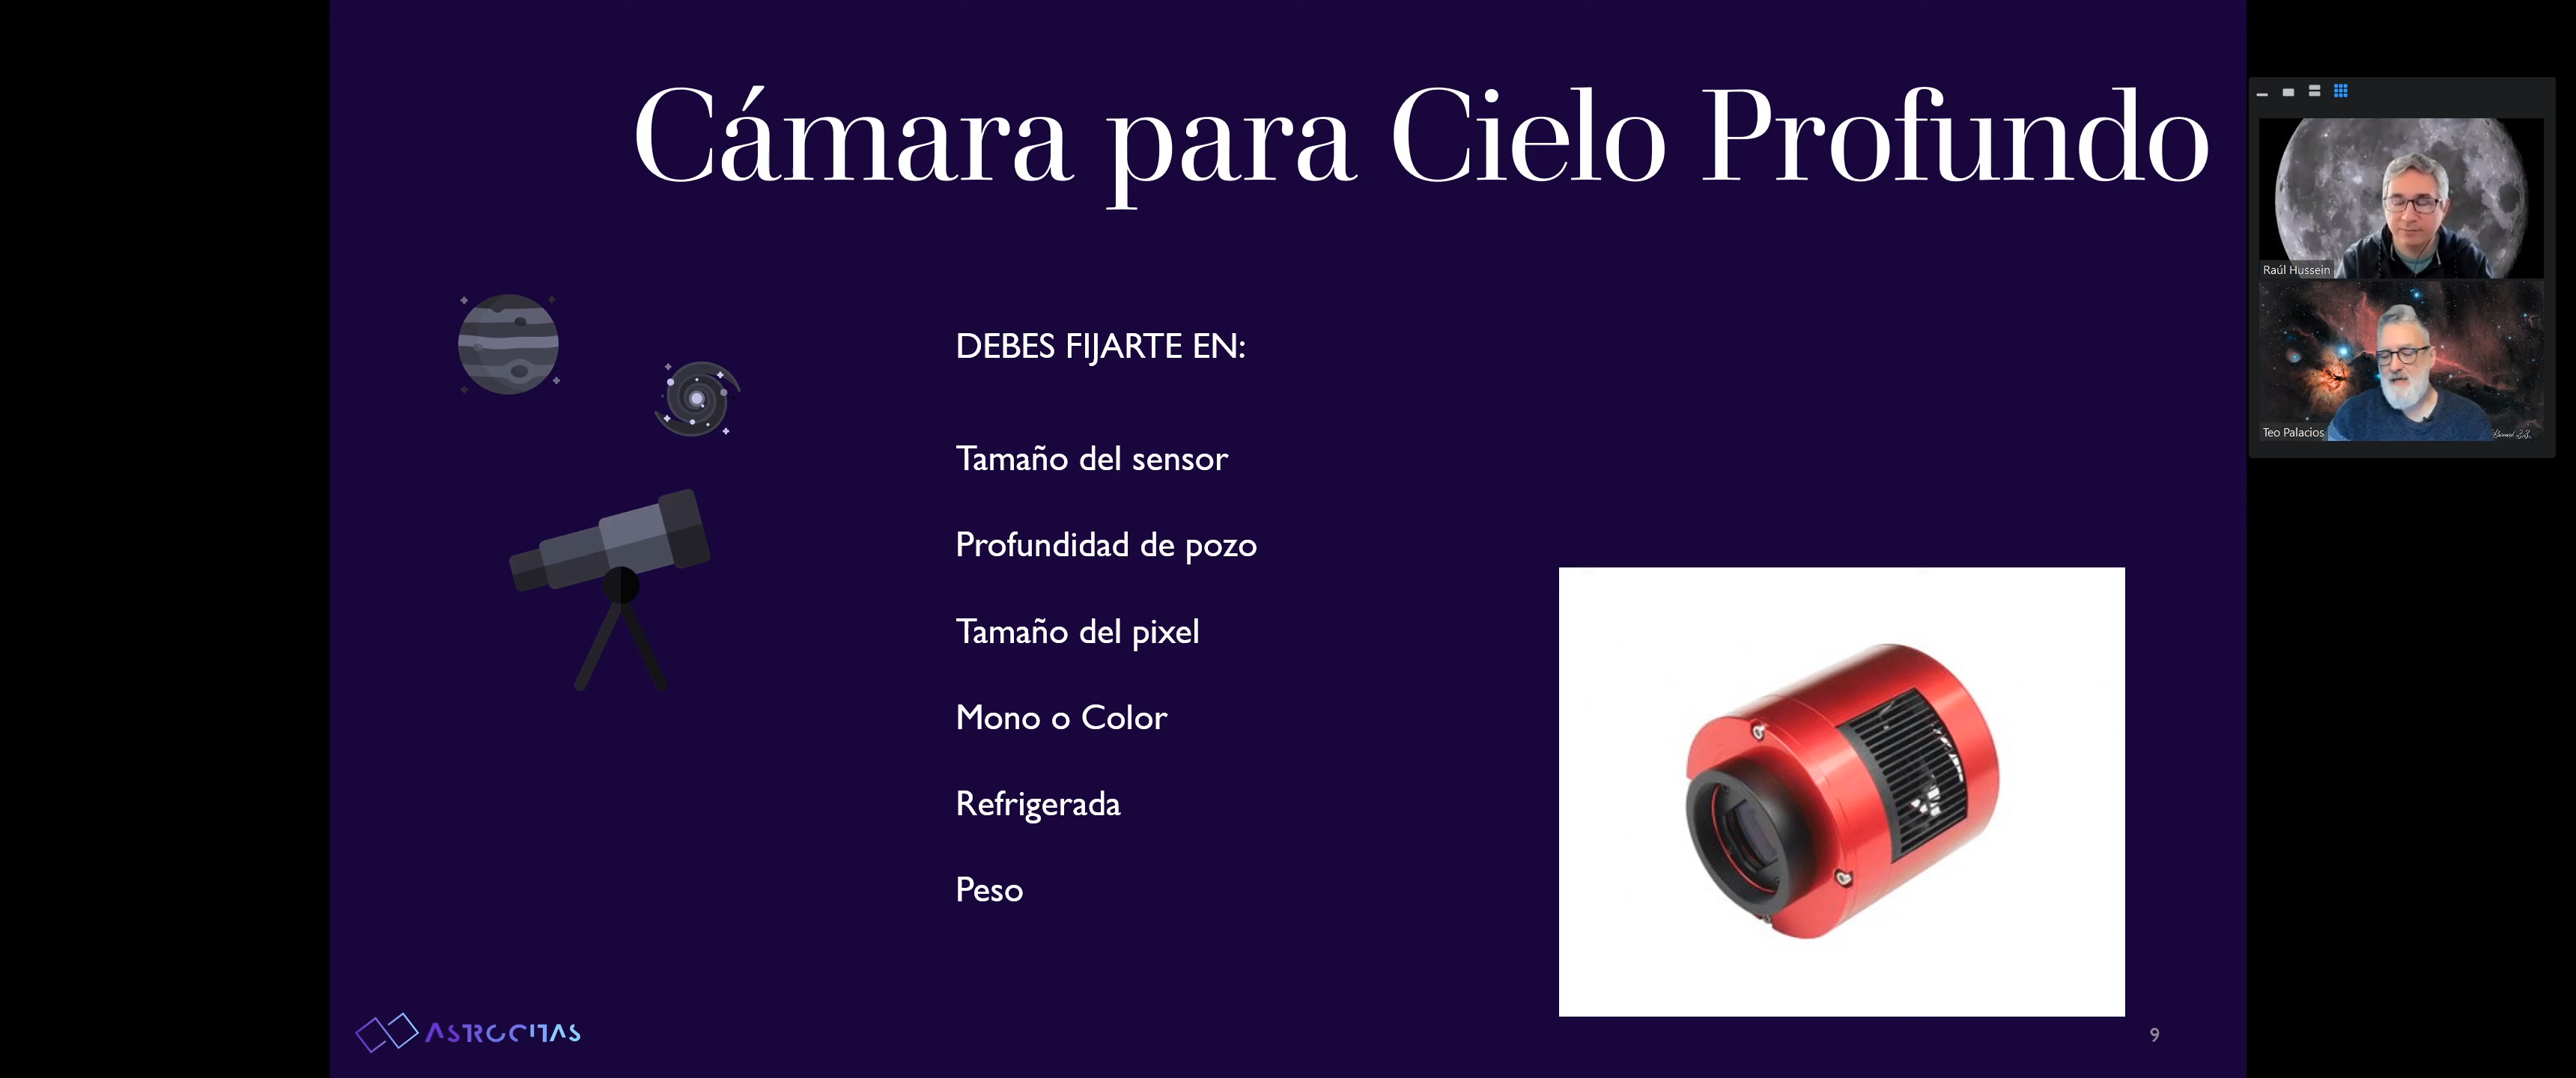 Cámara para Cielo Profundo
DEBES FIJARTE EN:
Tamaño del sensor
Profundidad de pozo
Tamaño del pixel
Mono o Color
Refrigerada
Peso
ASTROCITAS
9
Raúl Hussein
Teo Palacios